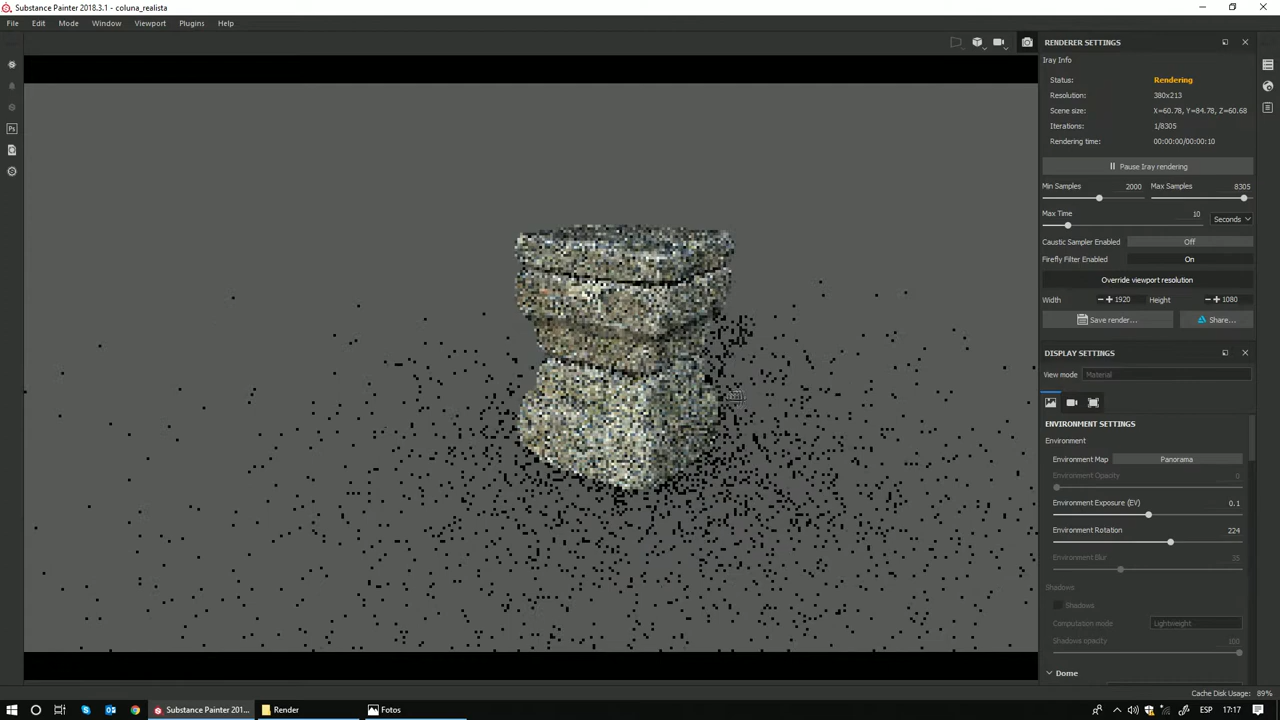 Substance Painter 2018.3.1 - coluna_realista
File Edit Mode Window Viewport Plugins Help
RENDERER SETTINGS
Iray Info
Status: Rendering
Resolution: 380x213
Scene size: X=60.78, Y=84.78, Z=60.68
Iterations: 1/8305
Rendering time: 00:00:00/00:00:10
Pause Iray rendering
Min Samples 2000 Max Samples 8305
Max Time 10 Seconds
Caustic Sampler Enabled Off
Firefly Filter Enabled On
Override viewport resolution
Width 1920 Height 1080
Save render... Share...
DISPLAY SETTINGS
View mode Material
ENVIRONMENT SETTINGS
Environment
Environment Map Panorama
Environment Opacity 0
Environment Exposure (EV) 0.1
Environment Rotation 224
Environment Blur 35
Shadows
Shadows
Computation mode Lightweight
Shadows opacity 100
Dome
Cache Disk Usage: 89%
Ps
Substance Painter 201... Render Fotos ESP 17:17